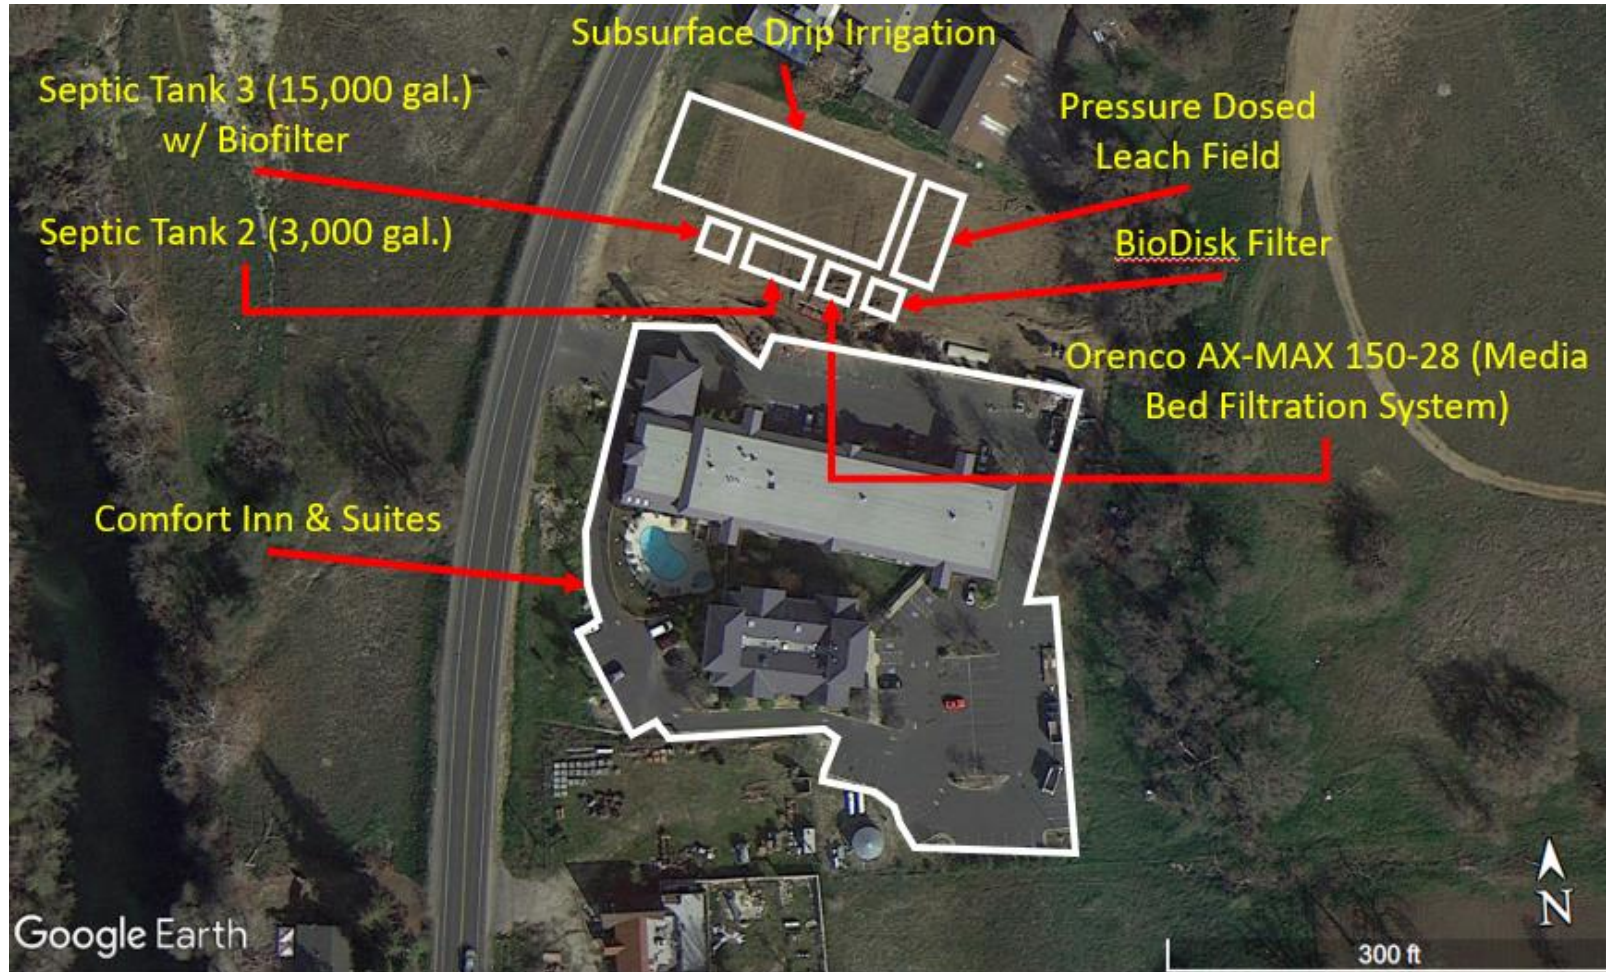 Subsurface Drip Irrigation
Septic Tank 3 (15,000 gal.)
w/ Biofilter
Pressure Dosed
Leach Field
Septic Tank 2 (3,000 gal.)
BioDisk Filter
Orenco AX-MAX 150-28 (Media
Bed Filtration System)
Comfort Inn & Suites
N
Google Earth
300 ft